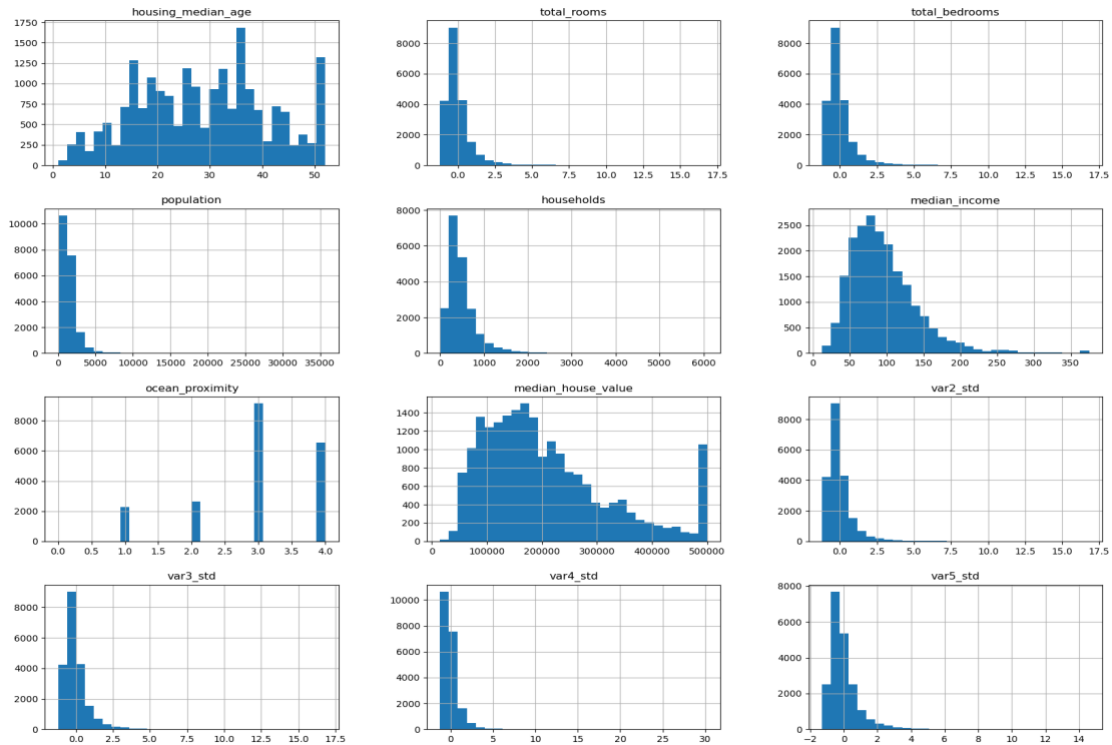 housing_median_age
1750
1500
1250
1000
750
500
250
0
0 10 20 30 40 50
total_rooms
8000
6000
4000
2000
0
0.0 2.5 5.0 7.5 10.0 12.5 15.0 17.5
total_bedrooms
8000
6000
4000
2000
0
0.0 2.5 5.0 7.5 10.0 12.5 15.0 17.5
population
10000
8000
6000
4000
2000
0
0 5000 10000 15000 20000 25000 30000 35000
households
8000
6000
4000
2000
0
0 1000 2000 3000 4000 5000 6000
median_income
2500
2000
1500
1000
500
0
50 100 150 200 250 300 350
ocean_proximity
8000
6000
4000
2000
0
0.0 0.5 1.0 1.5 2.0 2.5 3.0 3.5 4.0
median_house_value
1400
1200
1000
800
600
400
200
0
100000 200000 300000 400000 500000
var2_std
8000
6000
4000
2000
0
0.0 2.5 5.0 7.5 10.0 12.5 15.0 17.5
var3_std
8000
6000
4000
2000
0
0.0 2.5 5.0 7.5 10.0 12.5 15.0 17.5
var4_std
10000
8000
6000
4000
2000
0
0 5 10 15 20 25 30
var5_std
8000
6000
4000
2000
0
−2 0 2 4 6 8 10 12 14